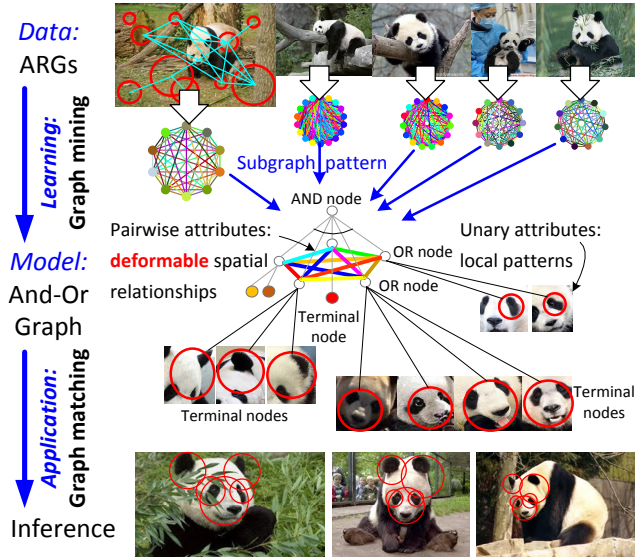 Data:
ARGs
Learning:
Graph mining
Subgraph pattern
AND node
Pairwise attributes:
deformable spatial
relationships
OR node
OR node
Unary attributes:
local patterns
Model:
And-Or
Graph
Terminal
node
Terminal nodes
Terminal
nodes
Application:
Graph matching
Inference